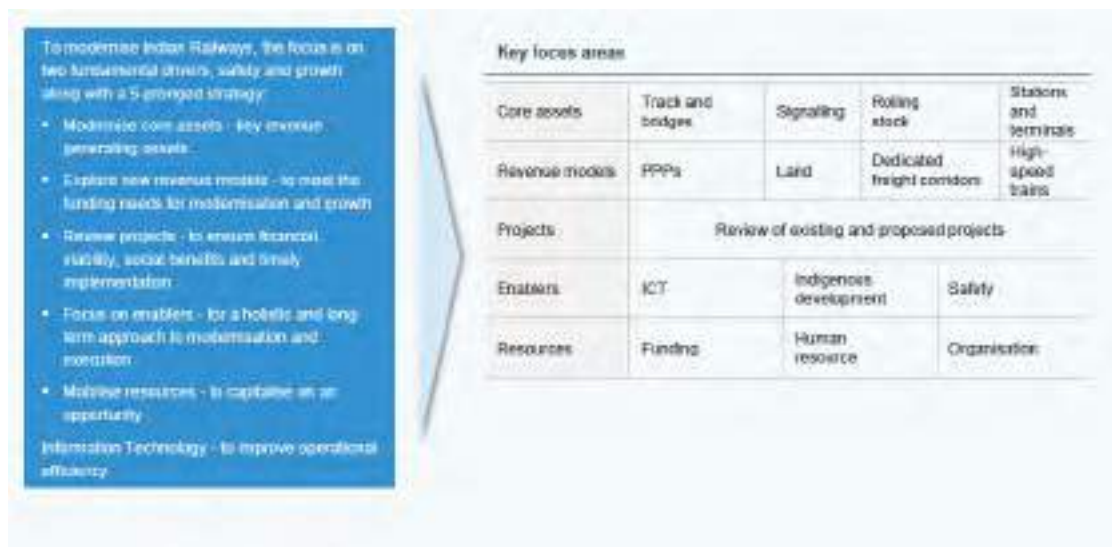 To modernise Indian Railways, the focus is on
two fundamental drivers, safety and growth
along with a 5-pronged strategy:
• Modernise core assets - key revenue
generating assets
• Explore new revenue models - to meet the
funding needs for modernisation and growth
• Review projects - to ensure financial
viability, social benefits and timely
implementation
• Focus on enablers - for a holistic and long-
term approach to modernisation and
execution
• Mobilise resources - to capitalise on an
opportunity
Information Technology - to improve operational
efficiency
Key focus areas
Core assets
Track and
bridges
Signalling
Rolling
stock
Stations
and
terminals
Revenue models
PPPs
Land
Dedicated
freight corridors
High-
speed
trains
Projects
Review of existing and proposed projects
Enablers
ICT
Indigenous
development
Safety
Resources
Funding
Human
resource
Organisation